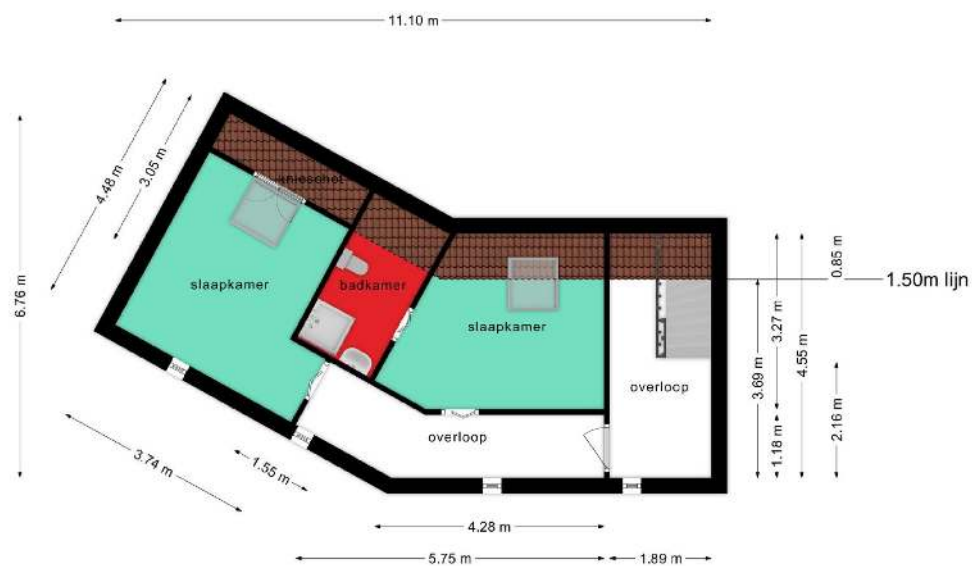 11.10 m
4.48 m
3.05 m
6.76 m
knieschot
slaapkamer
badkamer
slaapkamer
overloop
overloop
0.85 m
1.50m lijn
3.27 m
3.69 m
4.55 m
2.16 m
1.18 m
3.74 m
1.55 m
4.28 m
5.75 m
1.89 m